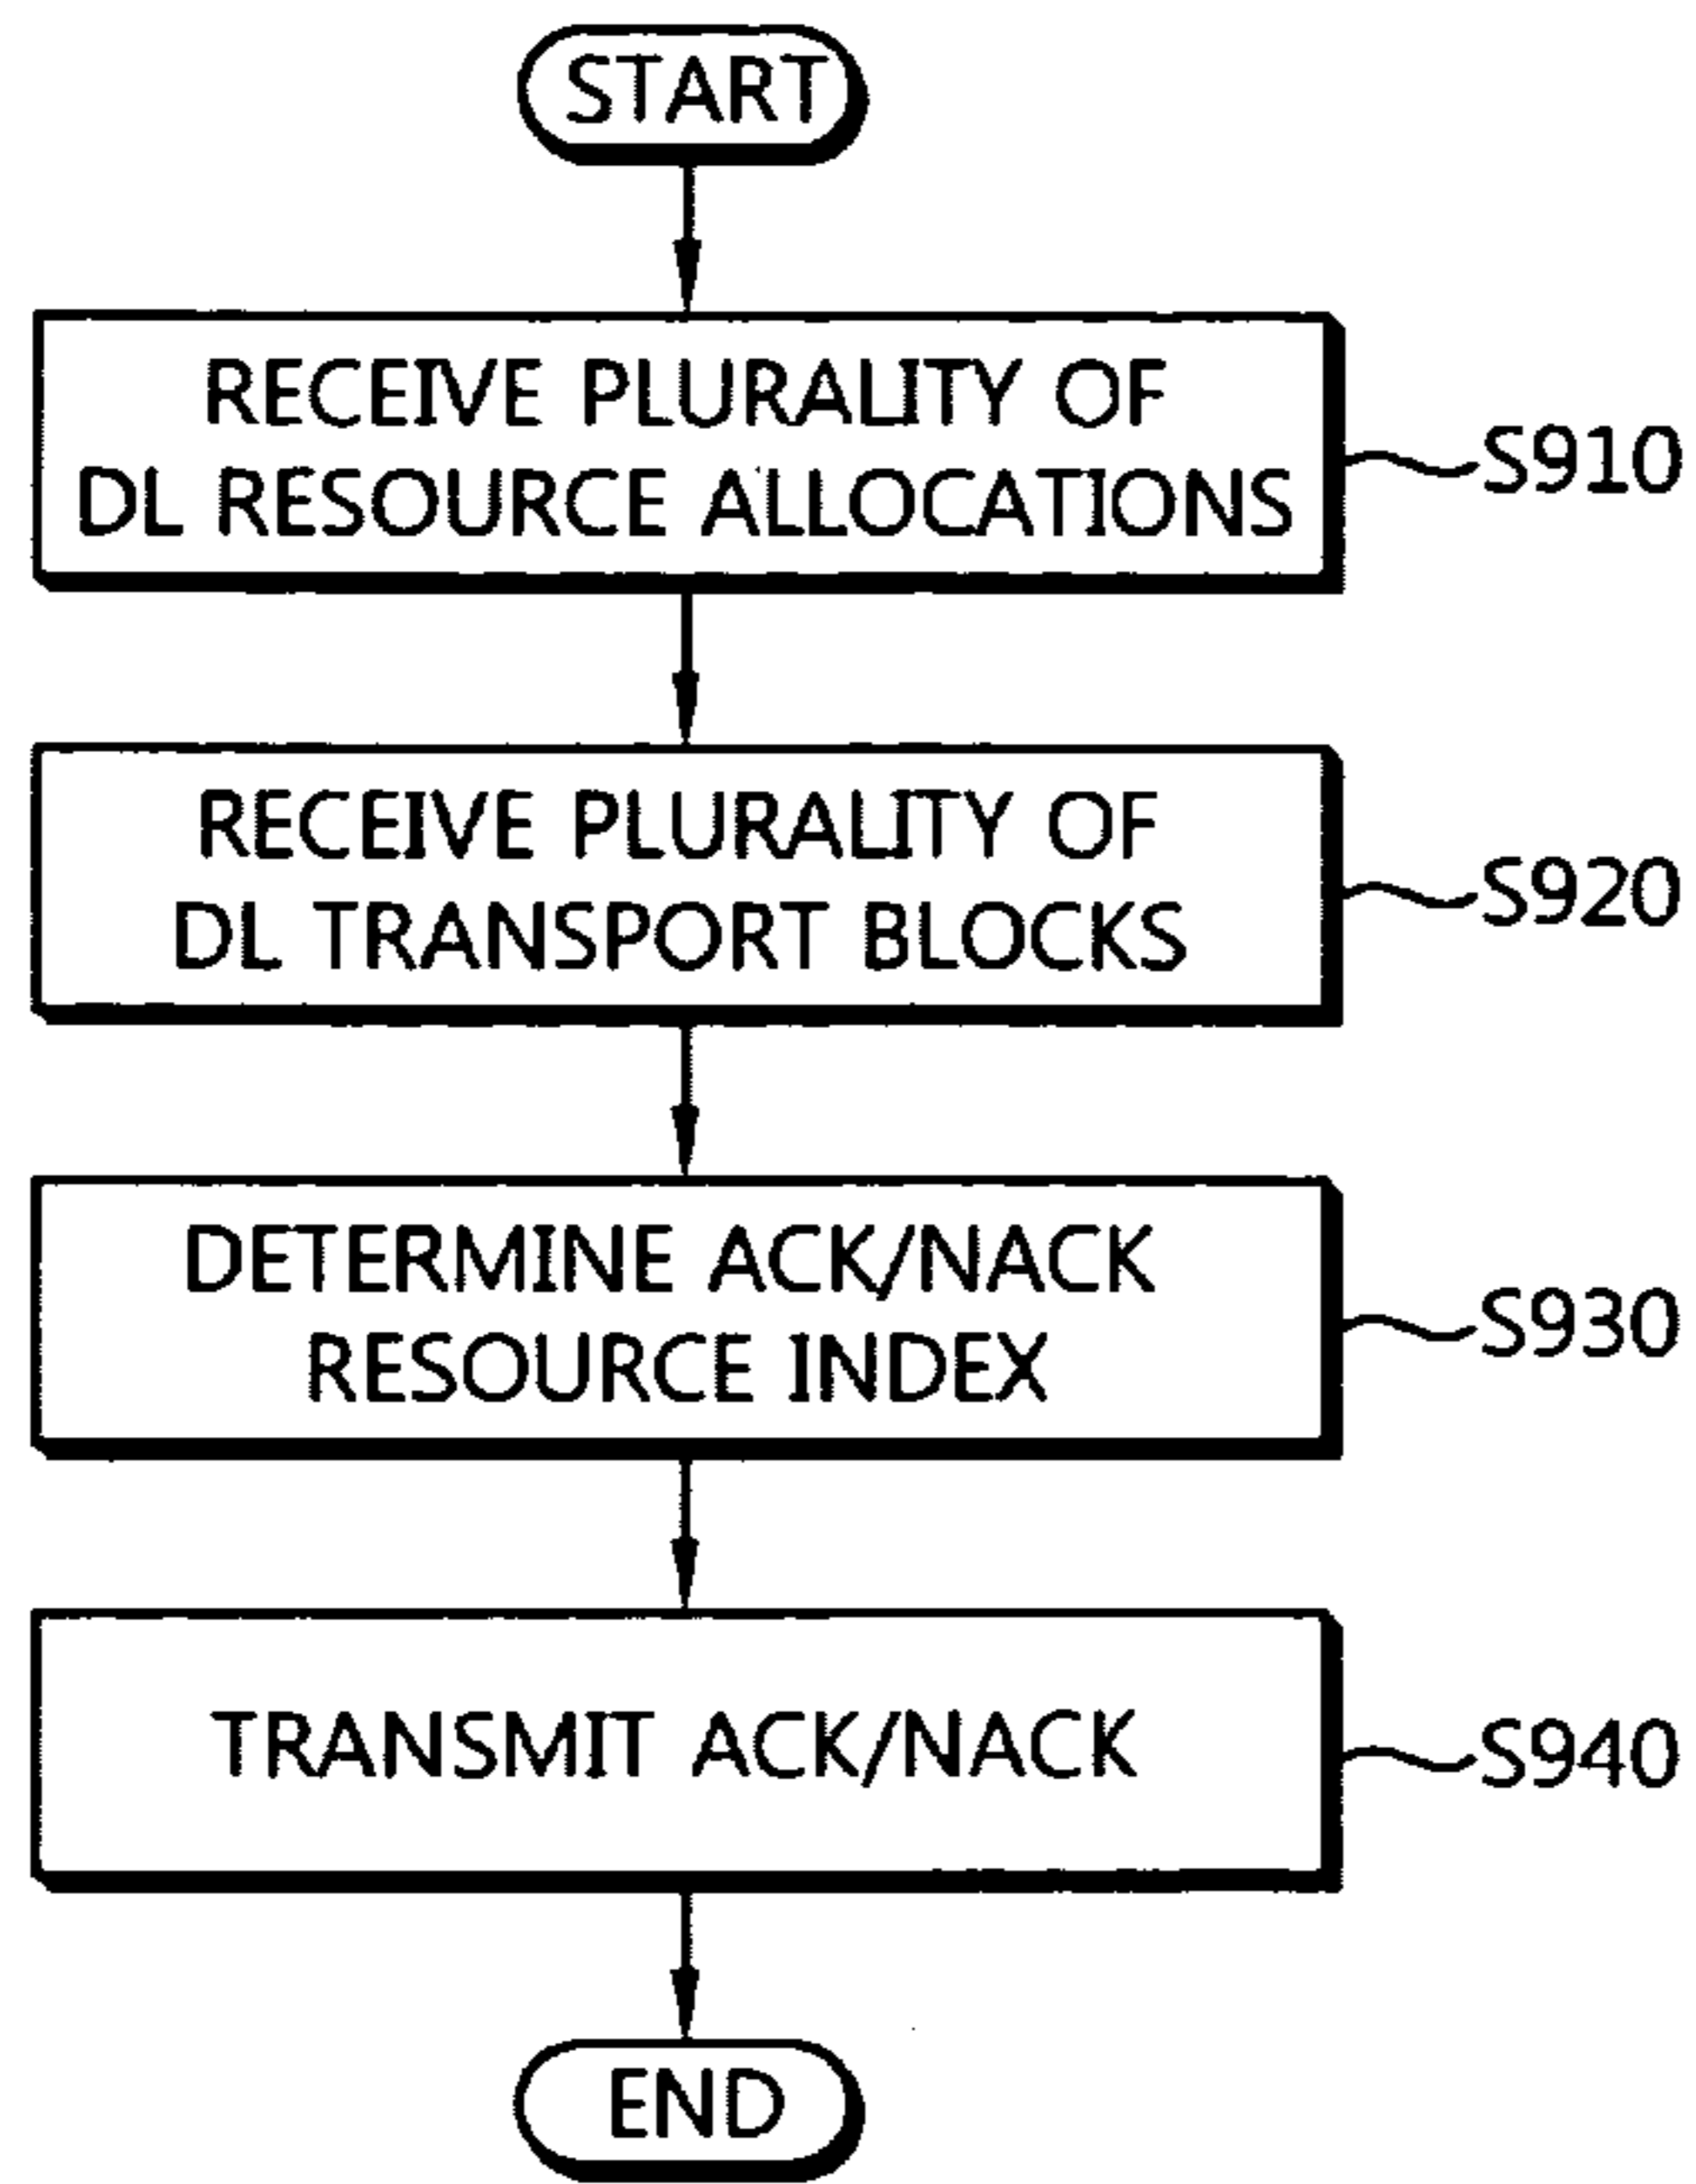 START
RECEIVE PLURALITY OF
DL RESOURCE ALLOCATIONS
S910
RECEIVE PLURALITY OF
DL TRANSPORT BLOCKS
S920
DETERMINE ACK/NACK
RESOURCE INDEX
S930
TRANSMIT ACK/NACK
S940
END